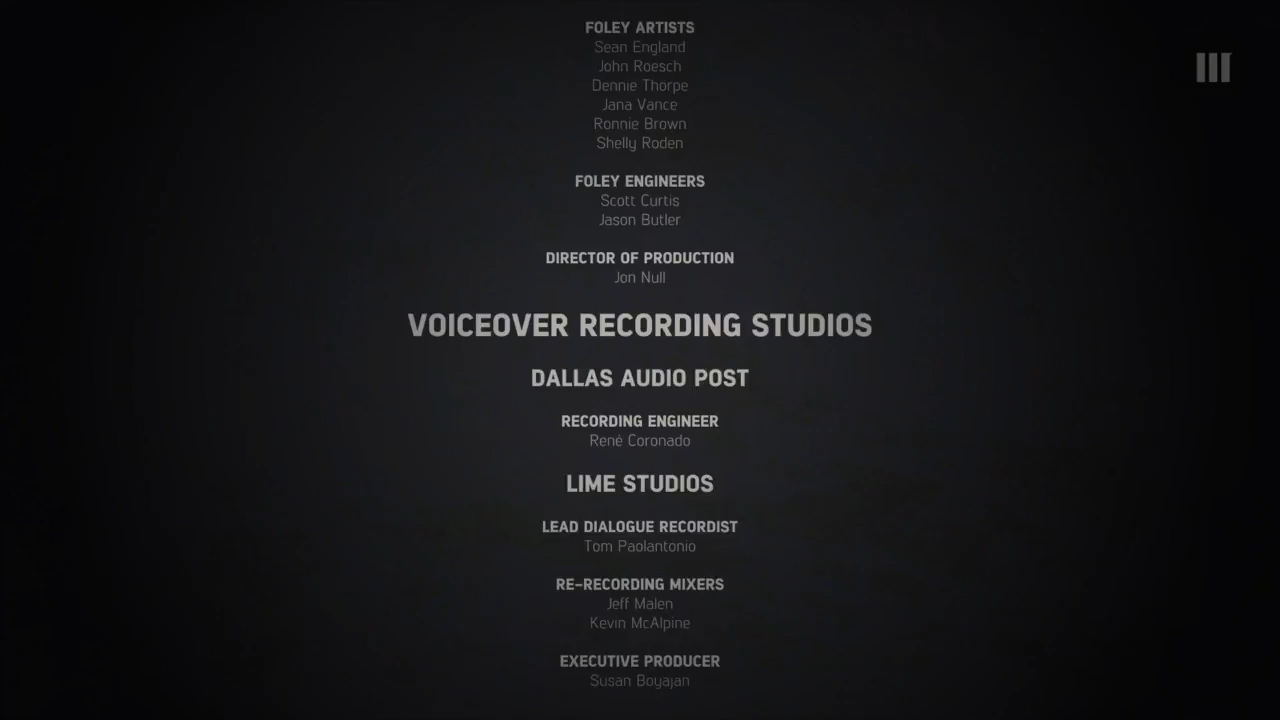 FOLEY ARTISTS
Sean England
John Roesch
Dennie Thorpe
Jana Vance
Ronnie Brown
Shelly Roden
FOLEY ENGINEERS
Scott Curtis
Jason Butler
DIRECTOR OF PRODUCTION
Jon Null
VOICEOVER RECORDING STUDIOS
DALLAS AUDIO POST
RECORDING ENGINEER
René Coronado
LIME STUDIOS
LEAD DIALOGUE RECORDIST
Tom Paolantonio
RE-RECORDING MIXERS
Jeff Malen
Kevin McAlpine
EXECUTIVE PRODUCER
Susan Boyajan